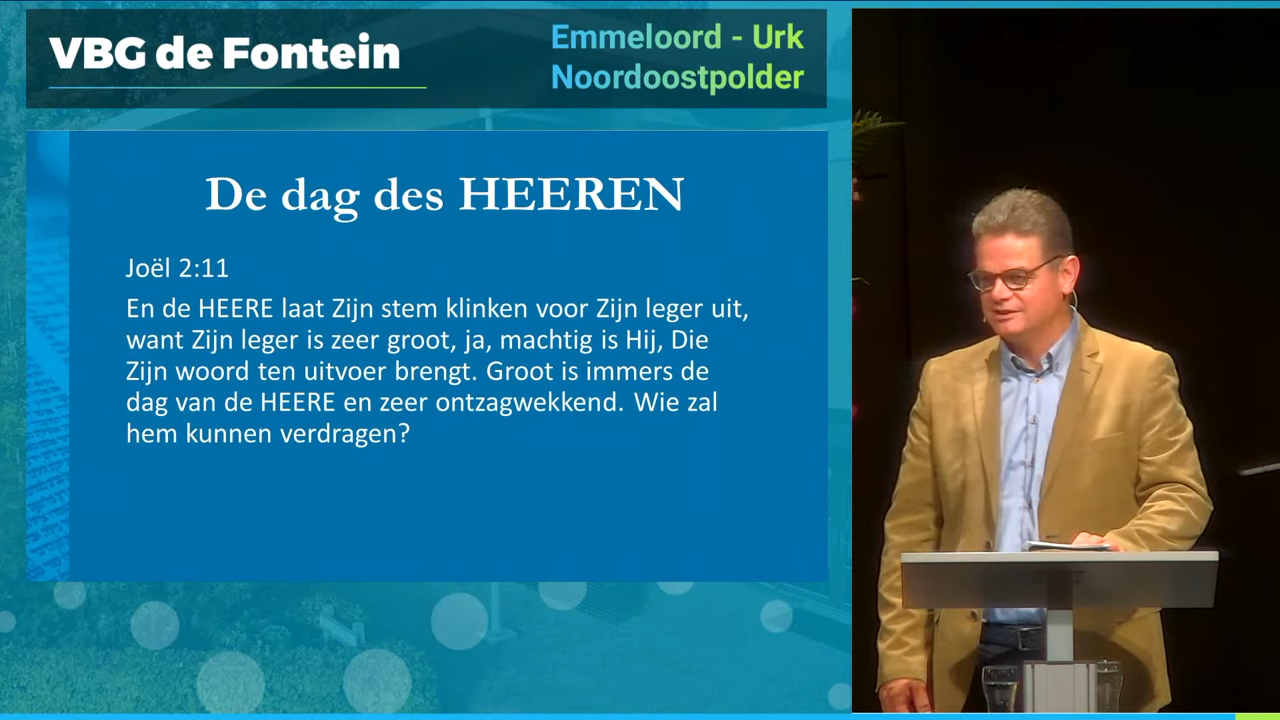 VBG de Fontein
Emmeloord - Urk
Noordoostpolder
De dag des HEEREN
Joël 2:11
En de HEERE laat Zijn stem klinken voor Zijn leger uit,
want Zijn leger is zeer groot, ja, machtig is Hij, Die
Zijn woord ten uitvoer brengt. Groot is immers de
dag van de HEERE en zeer ontzagwekkend. Wie zal
hem kunnen verdragen?